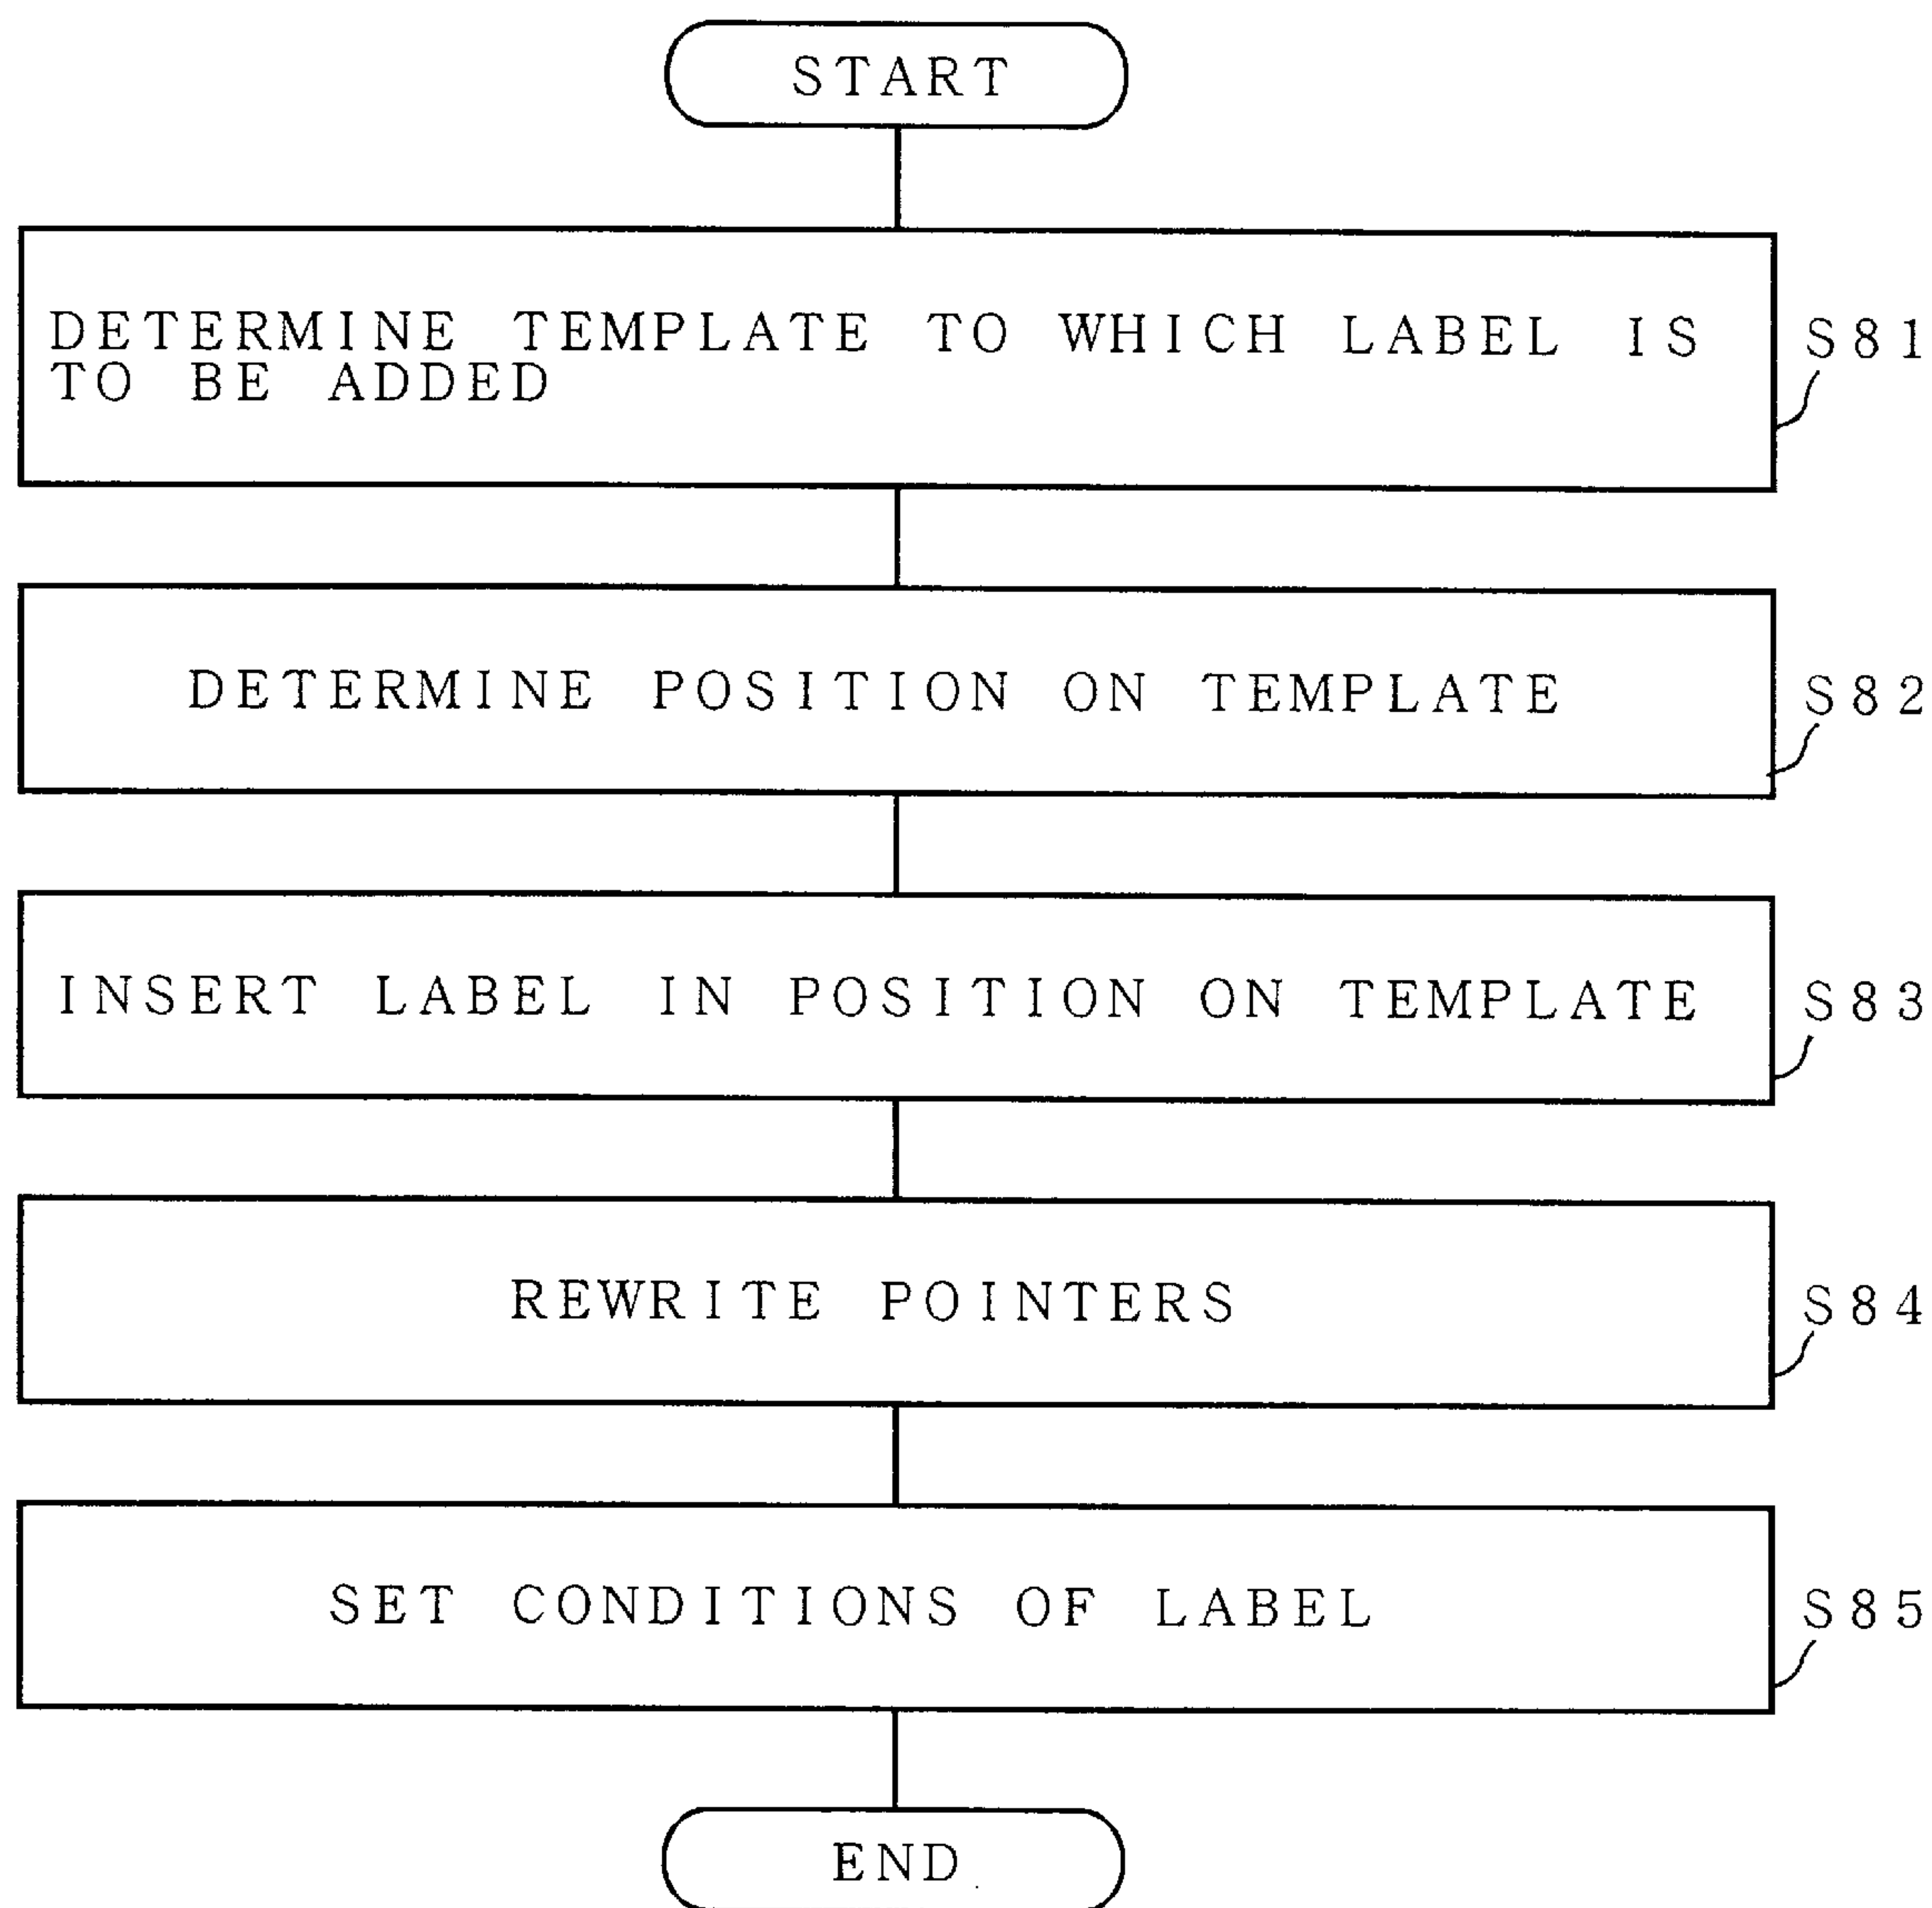 START
DETERMINE TEMPLATE TO WHICH LABEL IS
TO BE ADDED
S81
DETERMINE POSITION ON TEMPLATE
S82
INSERT LABEL IN POSITION ON TEMPLATE
S83
REWRITE POINTERS
S84
SET CONDITIONS OF LABEL
S85
END